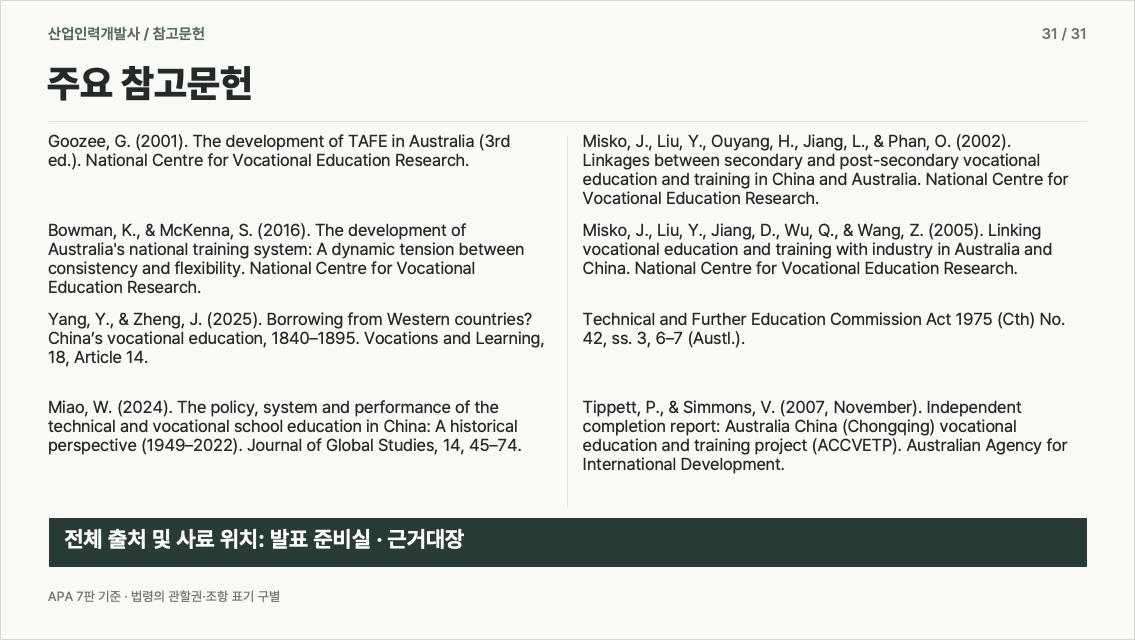 산업인력개발사 / 참고문헌
31 / 31
주요 참고문헌
Goozee, G. (2001). The development of TAFE in Australia (3rd
ed.). National Centre for Vocational Education Research.
Bowman, K., & McKenna, S. (2016). The development of
Australia's national training system: A dynamic tension between
consistency and flexibility. National Centre for Vocational
Education Research.
Yang, Y., & Zheng, J. (2025). Borrowing from Western countries?
China’s vocational education, 1840–1895. Vocations and Learning,
18, Article 14.
Miao, W. (2024). The policy, system and performance of the
technical and vocational school education in China: A historical
perspective (1949–2022). Journal of Global Studies, 14, 45–74.
Misko, J., Liu, Y., Ouyang, H., Jiang, L., & Phan, O. (2002).
Linkages between secondary and post-secondary vocational
education and training in China and Australia. National Centre for
Vocational Education Research.
Misko, J., Liu, Y., Jiang, D., Wu, Q., & Wang, Z. (2005). Linking
vocational education and training with industry in Australia and
China. National Centre for Vocational Education Research.
Technical and Further Education Commission Act 1975 (Cth) No.
42, ss. 3, 6–7 (Austl.).
Tippett, P., & Simmons, V. (2007, November). Independent
completion report: Australia China (Chongqing) vocational
education and training project (ACCVETP). Australian Agency for
International Development.
전체 출처 및 사료 위치: 발표 준비실 · 근거대장
APA 7판 기준 · 법령의 관할권·조항 표기 구별